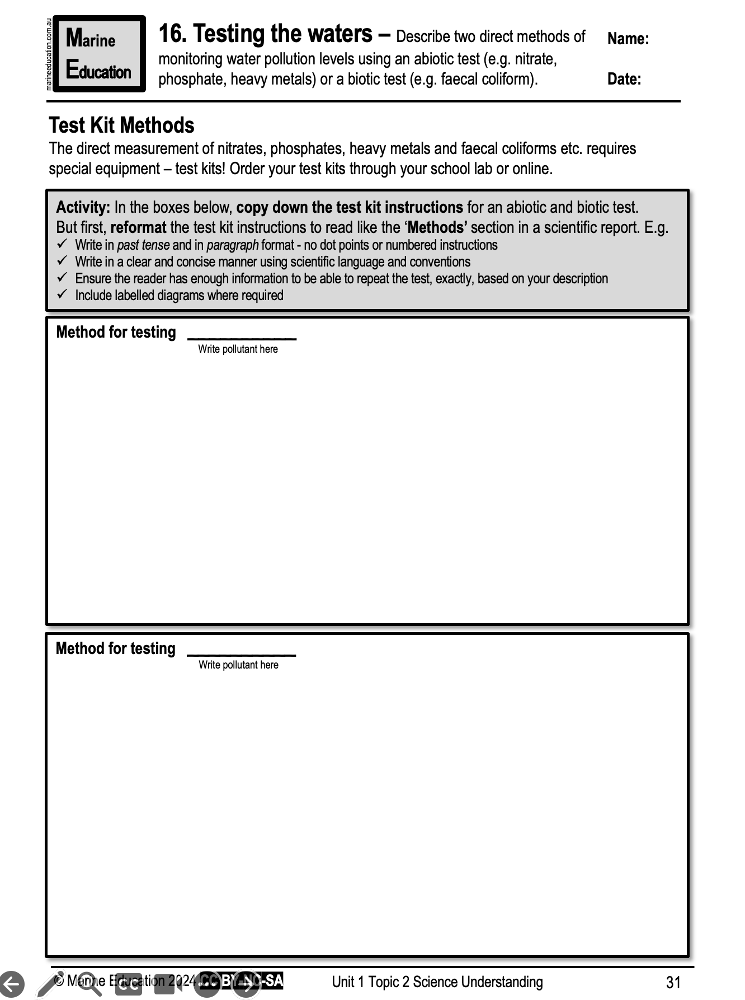 marineeducation.com.au
Marine
Education
16. Testing the waters – Describe two direct methods of
monitoring water pollution levels using an abiotic test (e.g. nitrate,
phosphate, heavy metals) or a biotic test (e.g. faecal coliform).
Name:
Date:
Test Kit Methods
The direct measurement of nitrates, phosphates, heavy metals and faecal coliforms etc. requires
special equipment – test kits! Order your test kits through your school lab or online.
Activity: In the boxes below, copy down the test kit instructions for an abiotic and biotic test.
But first, reformat the test kit instructions to read like the ‘Methods’ section in a scientific report. E.g.
✓ Write in past tense and in paragraph format - no dot points or numbered instructions
✓ Write in a clear and concise manner using scientific language and conventions
✓ Ensure the reader has enough information to be able to repeat the test, exactly, based on your description
✓ Include labelled diagrams where required
Method for testing ____________
Write pollutant here
Method for testing ____________
Write pollutant here
© Marine Education 2024 CC BY-NC-SA
CC
Unit 1 Topic 2 Science Understanding
31